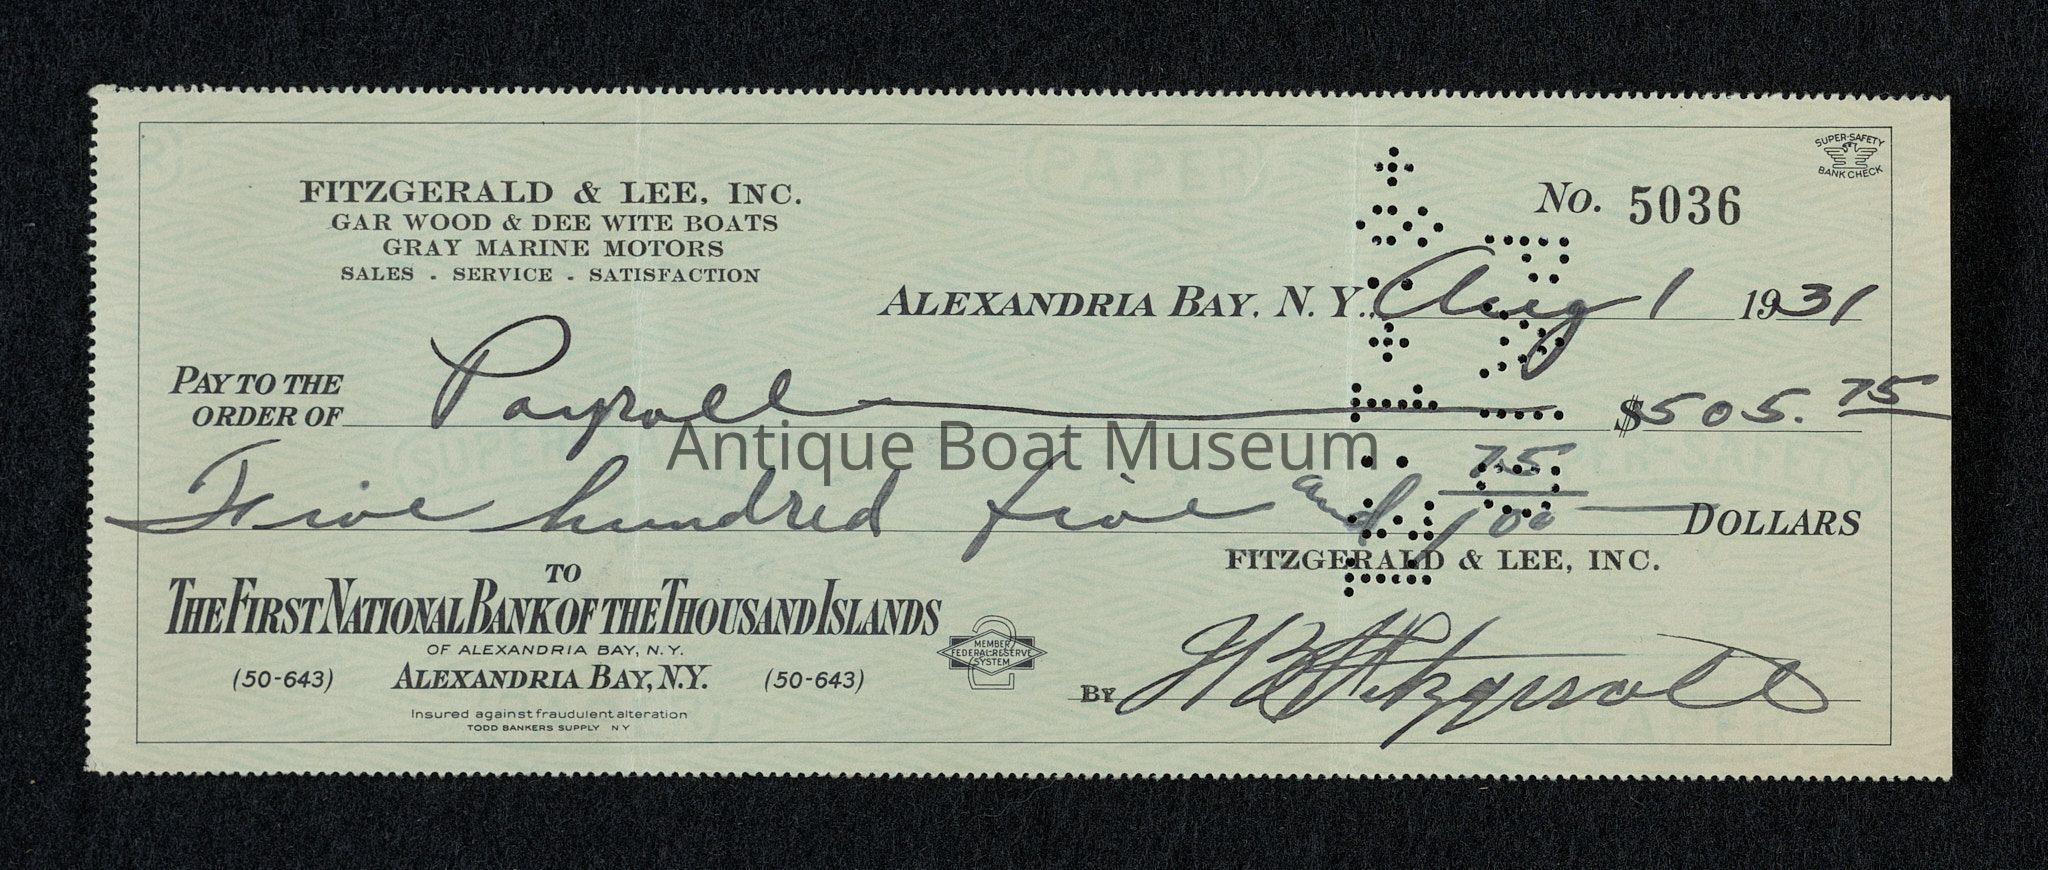 SUPER-SAFETY
BANK CHECK
FITZGERALD & LEE, INC.
GAR WOOD & DEE WITE BOATS
GRAY MARINE MOTORS
SALES - SERVICE - SATISFACTION
No. 5036
ALEXANDRIA BAY, N. Y. Aug 1 1931
PAY TO THE ORDER OF Payroll $505.75
Antique Boat Museum
Five hundred five and 75/100 DOLLARS
FITZGERALD & LEE, INC.
TO
THE FIRST NATIONAL BANK OF THE THOUSAND ISLANDS
OF ALEXANDRIA BAY, N.Y.
(50-643) ALEXANDRIA BAY, N.Y. (50-643)
MEMBER
FEDERAL RESERVE
SYSTEM
2
BY Fitzgerald
Insured against fraudulent alteration
TODD BANKERS SUPPLY N Y